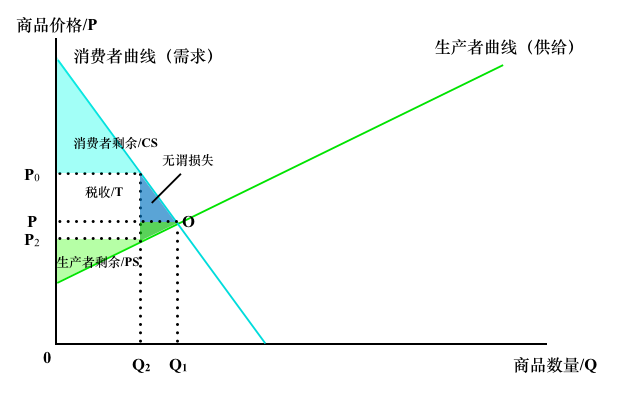 商品价格/P
消费者曲线（需求）
生产者曲线（供给）
消费者剩余/CS
无谓损失
P₀
税收/T
P
O
P₂
生产者剩余/PS
0
Q₂
Q₁
商品数量/Q